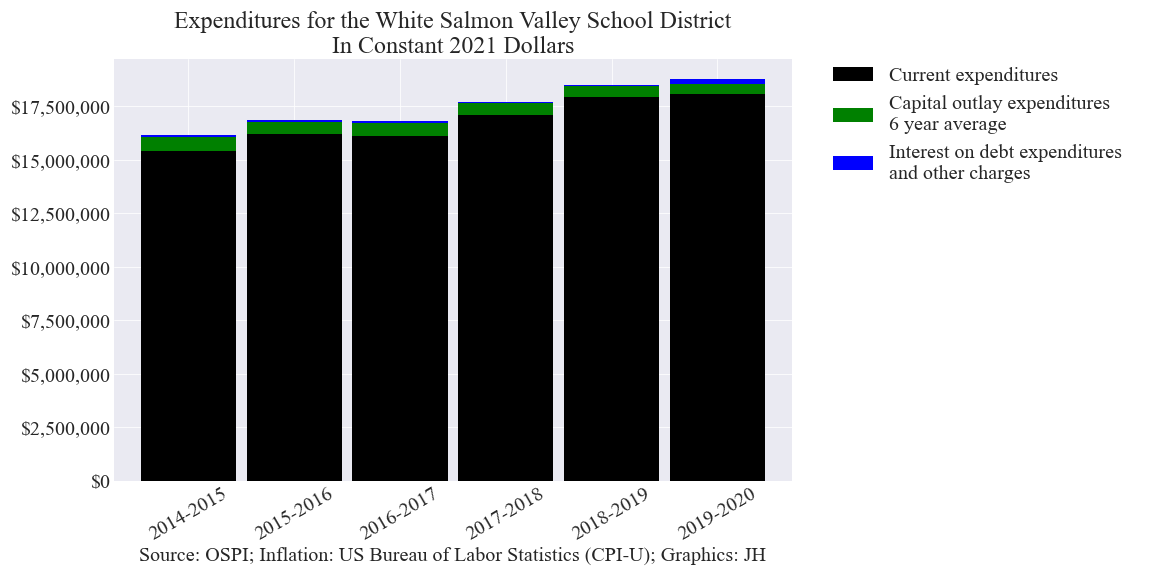 Expenditures for the White Salmon Valley School District
In Constant 2021 Dollars
$17,500,000
$15,000,000
$12,500,000
$10,000,000
$7,500,000
$5,000,000
$2,500,000
$0
2014-2015
2015-2016
2016-2017
2017-2018
2018-2019
2019-2020
Source: OSPI; Inflation: US Bureau of Labor Statistics (CPI-U); Graphics: JH
Current expenditures
Capital outlay expenditures
6 year average
Interest on debt expenditures
and other charges